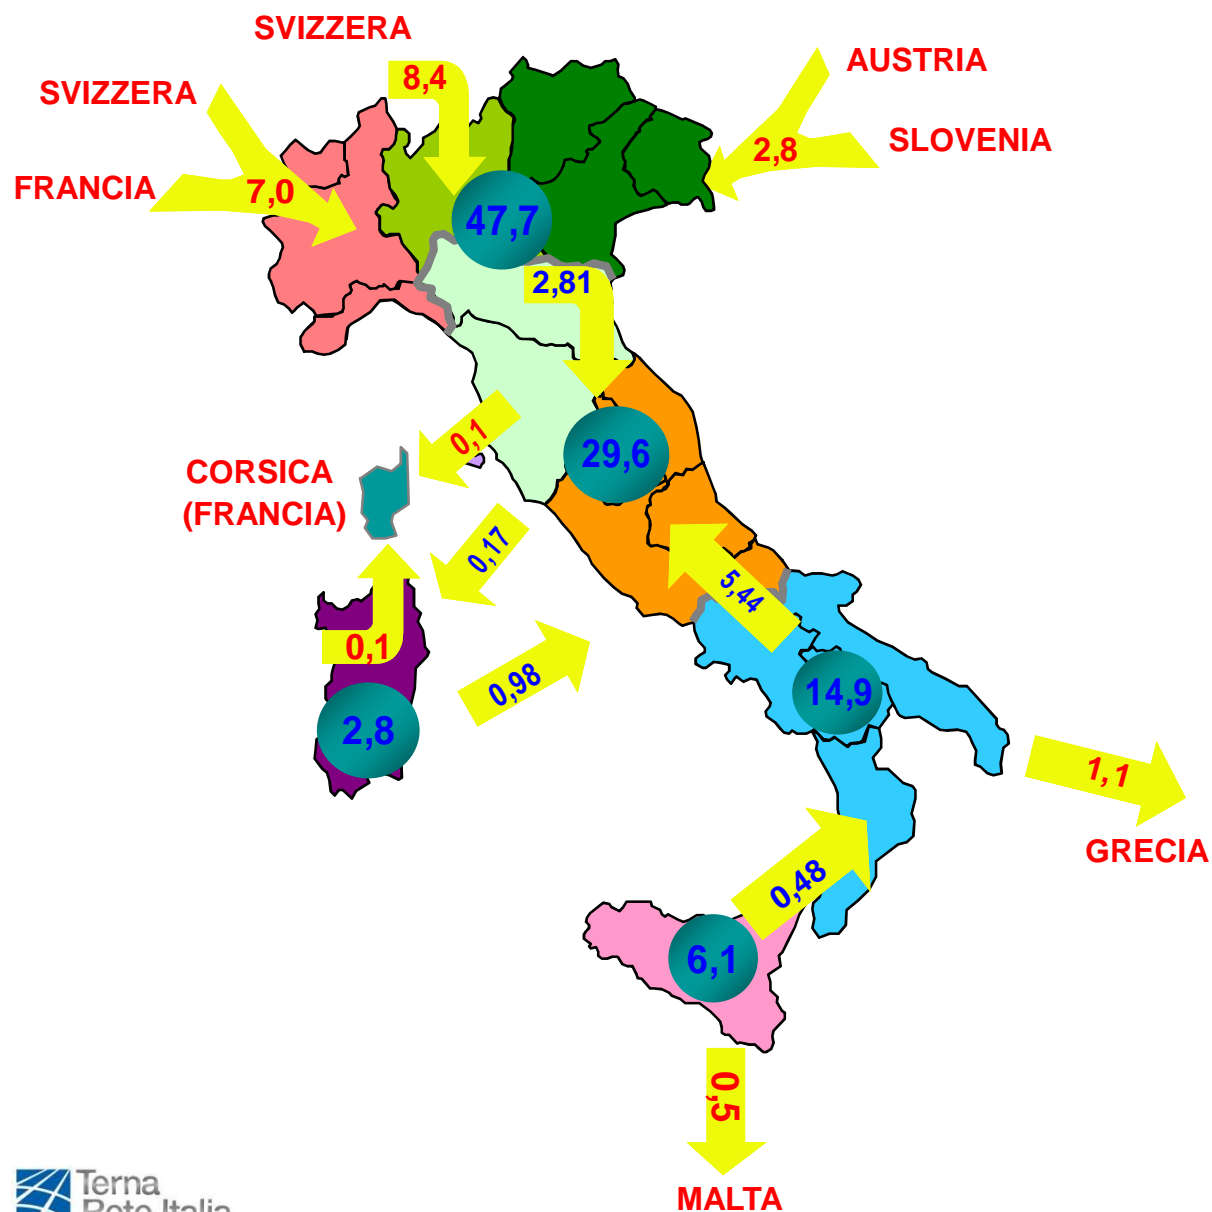 SVIZZERA
8,4
SVIZZERA
AUSTRIA
SLOVENIA
2,8
FRANCIA
7,0
47,7
2,81
0,1
29,6
CORSICA
(FRANCIA)
0,17
5,44
0,1
0,98
14,9
2,8
1,1
GRECIA
0,48
6,1
0,5
MALTA
Terna
Rete Italia